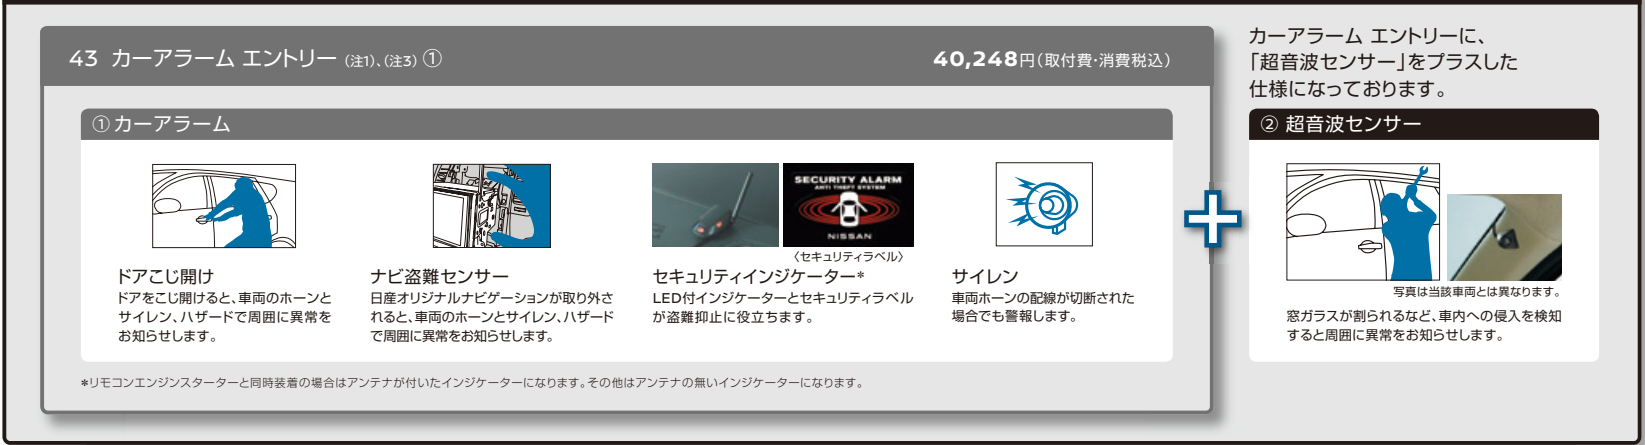 43 カーアラーム エントリー (注1)、(注3) ①
40,248円(取付費・消費税込)
① カーアラーム
ドアこじ開け
ドアをこじ開けると、車両のホーンと
サイレン、ハザードで周囲に異常を
お知らせします。
ナビ盗難センサー
日産オリジナルナビゲーションが取り外さ
れると、車両のホーンとサイレン、ハザード
で周囲に異常をお知らせします。
SECURITY ALARM
ANTI THEFT SYSTEM
NISSAN
〈セキュリティラベル〉
セキュリティインジケーター*
LED付インジケーターとセキュリティラベル
が盗難抑止に役立ちます。
サイレン
車両ホーンの配線が切断された
場合でも警報します。
*リモコンエンジンスターターと同時装着の場合はアンテナが付いたインジケーターになります。その他はアンテナの無いインジケーターになります。
カーアラーム エントリーに、
「超音波センサー」をプラスした
仕様になっております。
② 超音波センサー
写真は当該車両とは異なります。
窓ガラスが割られるなど、車内への侵入を検知
すると周囲に異常をお知らせします。